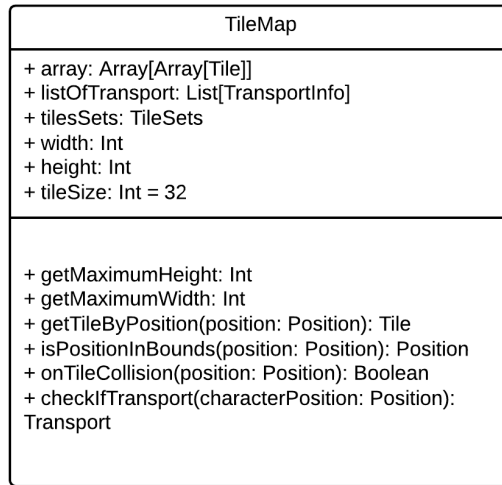 TileMap
+ array: Array[Array[Tile]]
+ listOfTransport: List[TransportInfo]
+ tilesSets: TileSets
+ width: Int
+ height: Int
+ tileSize: Int = 32
+ getMaximumHeight: Int
+ getMaximumWidth: Int
+ getTileByPosition(position: Position): Tile
+ isPositionInBounds(position: Position): Position
+ onTileCollision(position: Position): Boolean
+ checkIfTransport(characterPosition: Position):
Transport